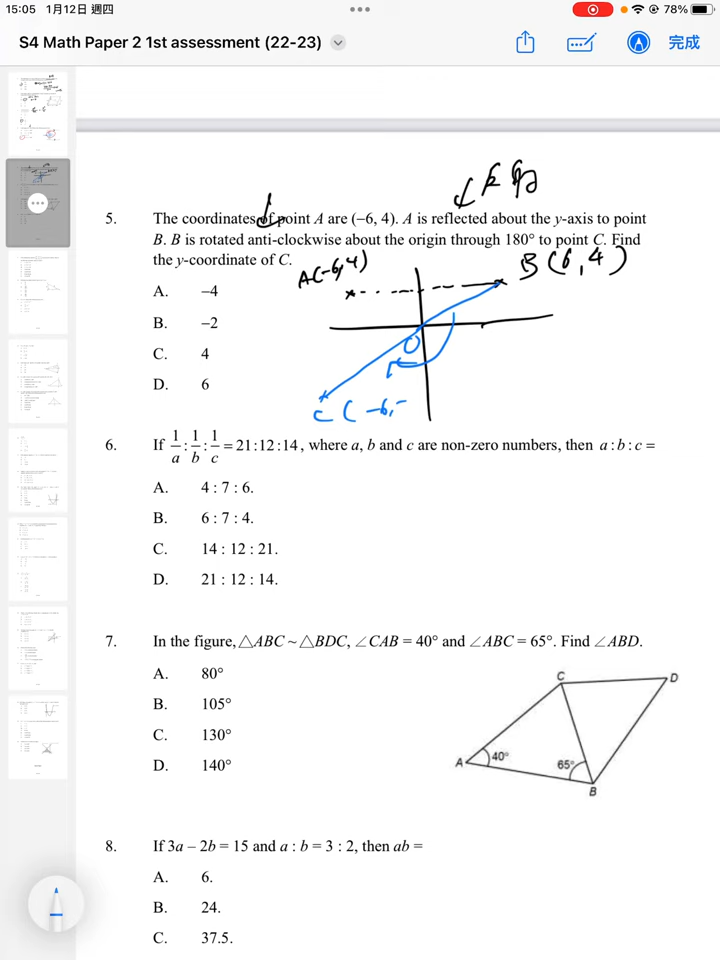 15:05 1月12日 週四
78%
S4 Math Paper 2 1st assessment (22-23)
完成
5. The coordinates of point A are (–6, 4). A is reflected about the y-axis to point
B. B is rotated anti-clockwise about the origin through 180° to point C. Find
the y-coordinate of C.
A(-6,4)
B(6,4)
A. –4
B. –2
C. 4
D. 6
O
C(-6,-
6. If 1/a : 1/b : 1/c = 21:12:14, where a, b and c are non-zero numbers, then a : b : c =
A. 4 : 7 : 6.
B. 6 : 7 : 4.
C. 14 : 12 : 21.
D. 21 : 12 : 14.
7. In the figure, △ABC ~ △BDC, ∠CAB = 40° and ∠ABC = 65°. Find ∠ABD.
A. 80°
B. 105°
C. 130°
D. 140°
C
D
A
40°
65°
B
8. If 3a – 2b = 15 and a : b = 3 : 2, then ab =
A. 6.
B. 24.
C. 37.5.